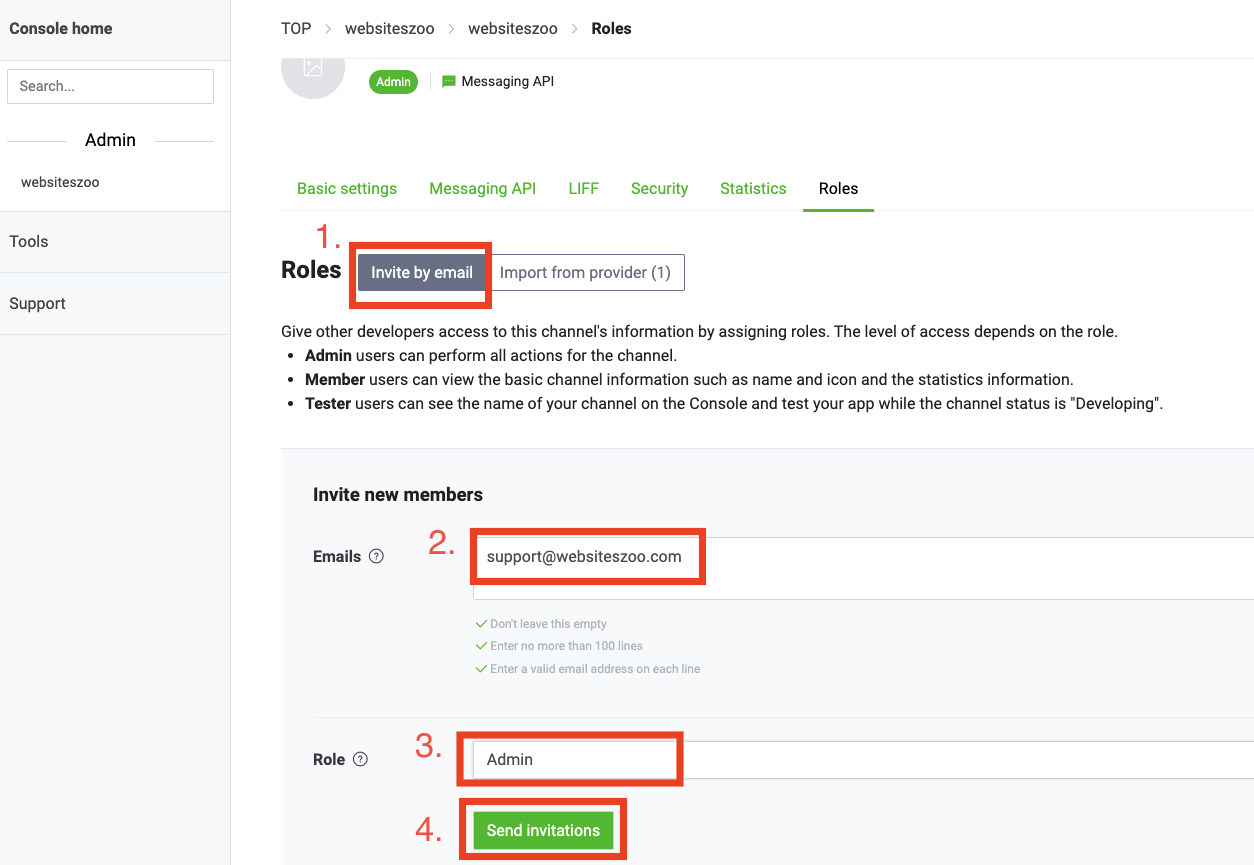 Console home
TOP > websiteszoo > websiteszoo > Roles
Search...
Admin
websiteszoo
Tools
Support
Admin
Messaging API
Basic settings Messaging API LIFF Security Statistics Roles
1.
Roles Invite by email Import from provider (1)
Give other developers access to this channel's information by assigning roles. The level of access depends on the role.
• Admin users can perform all actions for the channel.
• Member users can view the basic channel information such as name and icon and the statistics information.
• Tester users can see the name of your channel on the Console and test your app while the channel status is "Developing".
Invite new members
2.
Emails ? support@websiteszoo.com
Don't leave this empty
Enter no more than 100 lines
Enter a valid email address on each line
3.
Role ? Admin
4. Send invitations